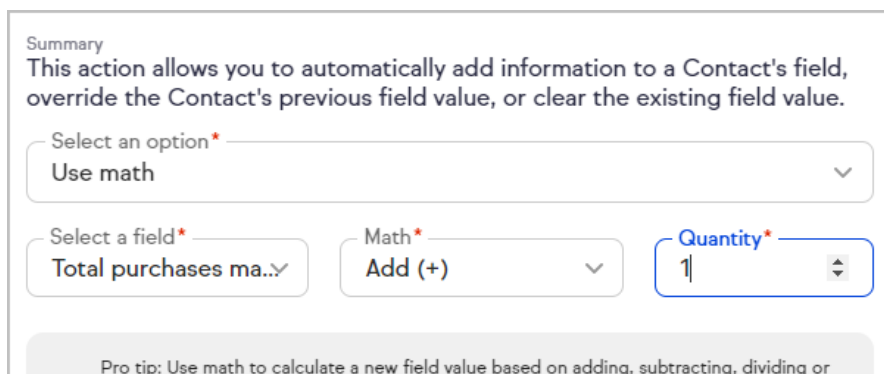 Summary
This action allows you to automatically add information to a Contact's field,
override the Contact's previous field value, or clear the existing field value.
Select an option*
Use math
Select a field* Math* Quantity*
Total purchases ma... Add (+) 1
Pro tip: Use math to calculate a new field value based on adding, subtracting, dividing or